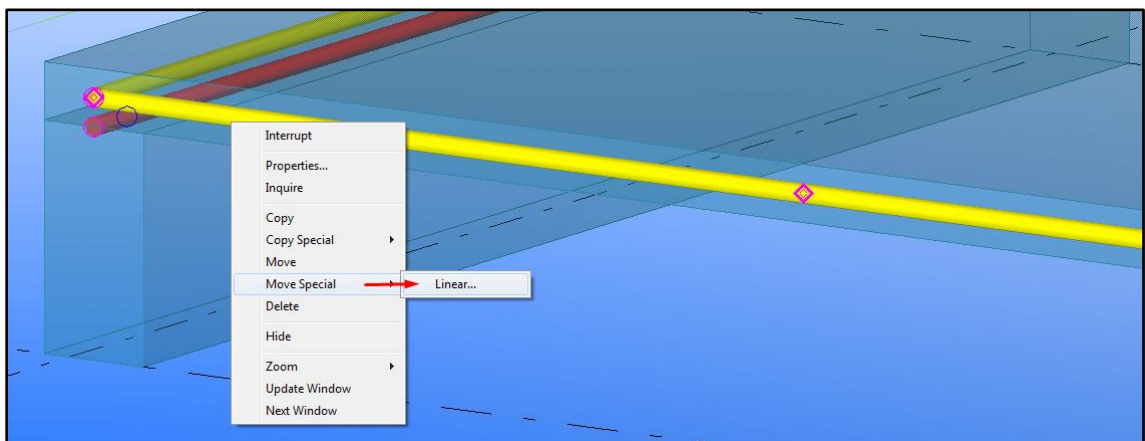 Interrupt
Properties...
Inquire
Copy
Copy Special
Move
Move Special
Linear...
Delete
Hide
Zoom
Update Window
Next Window